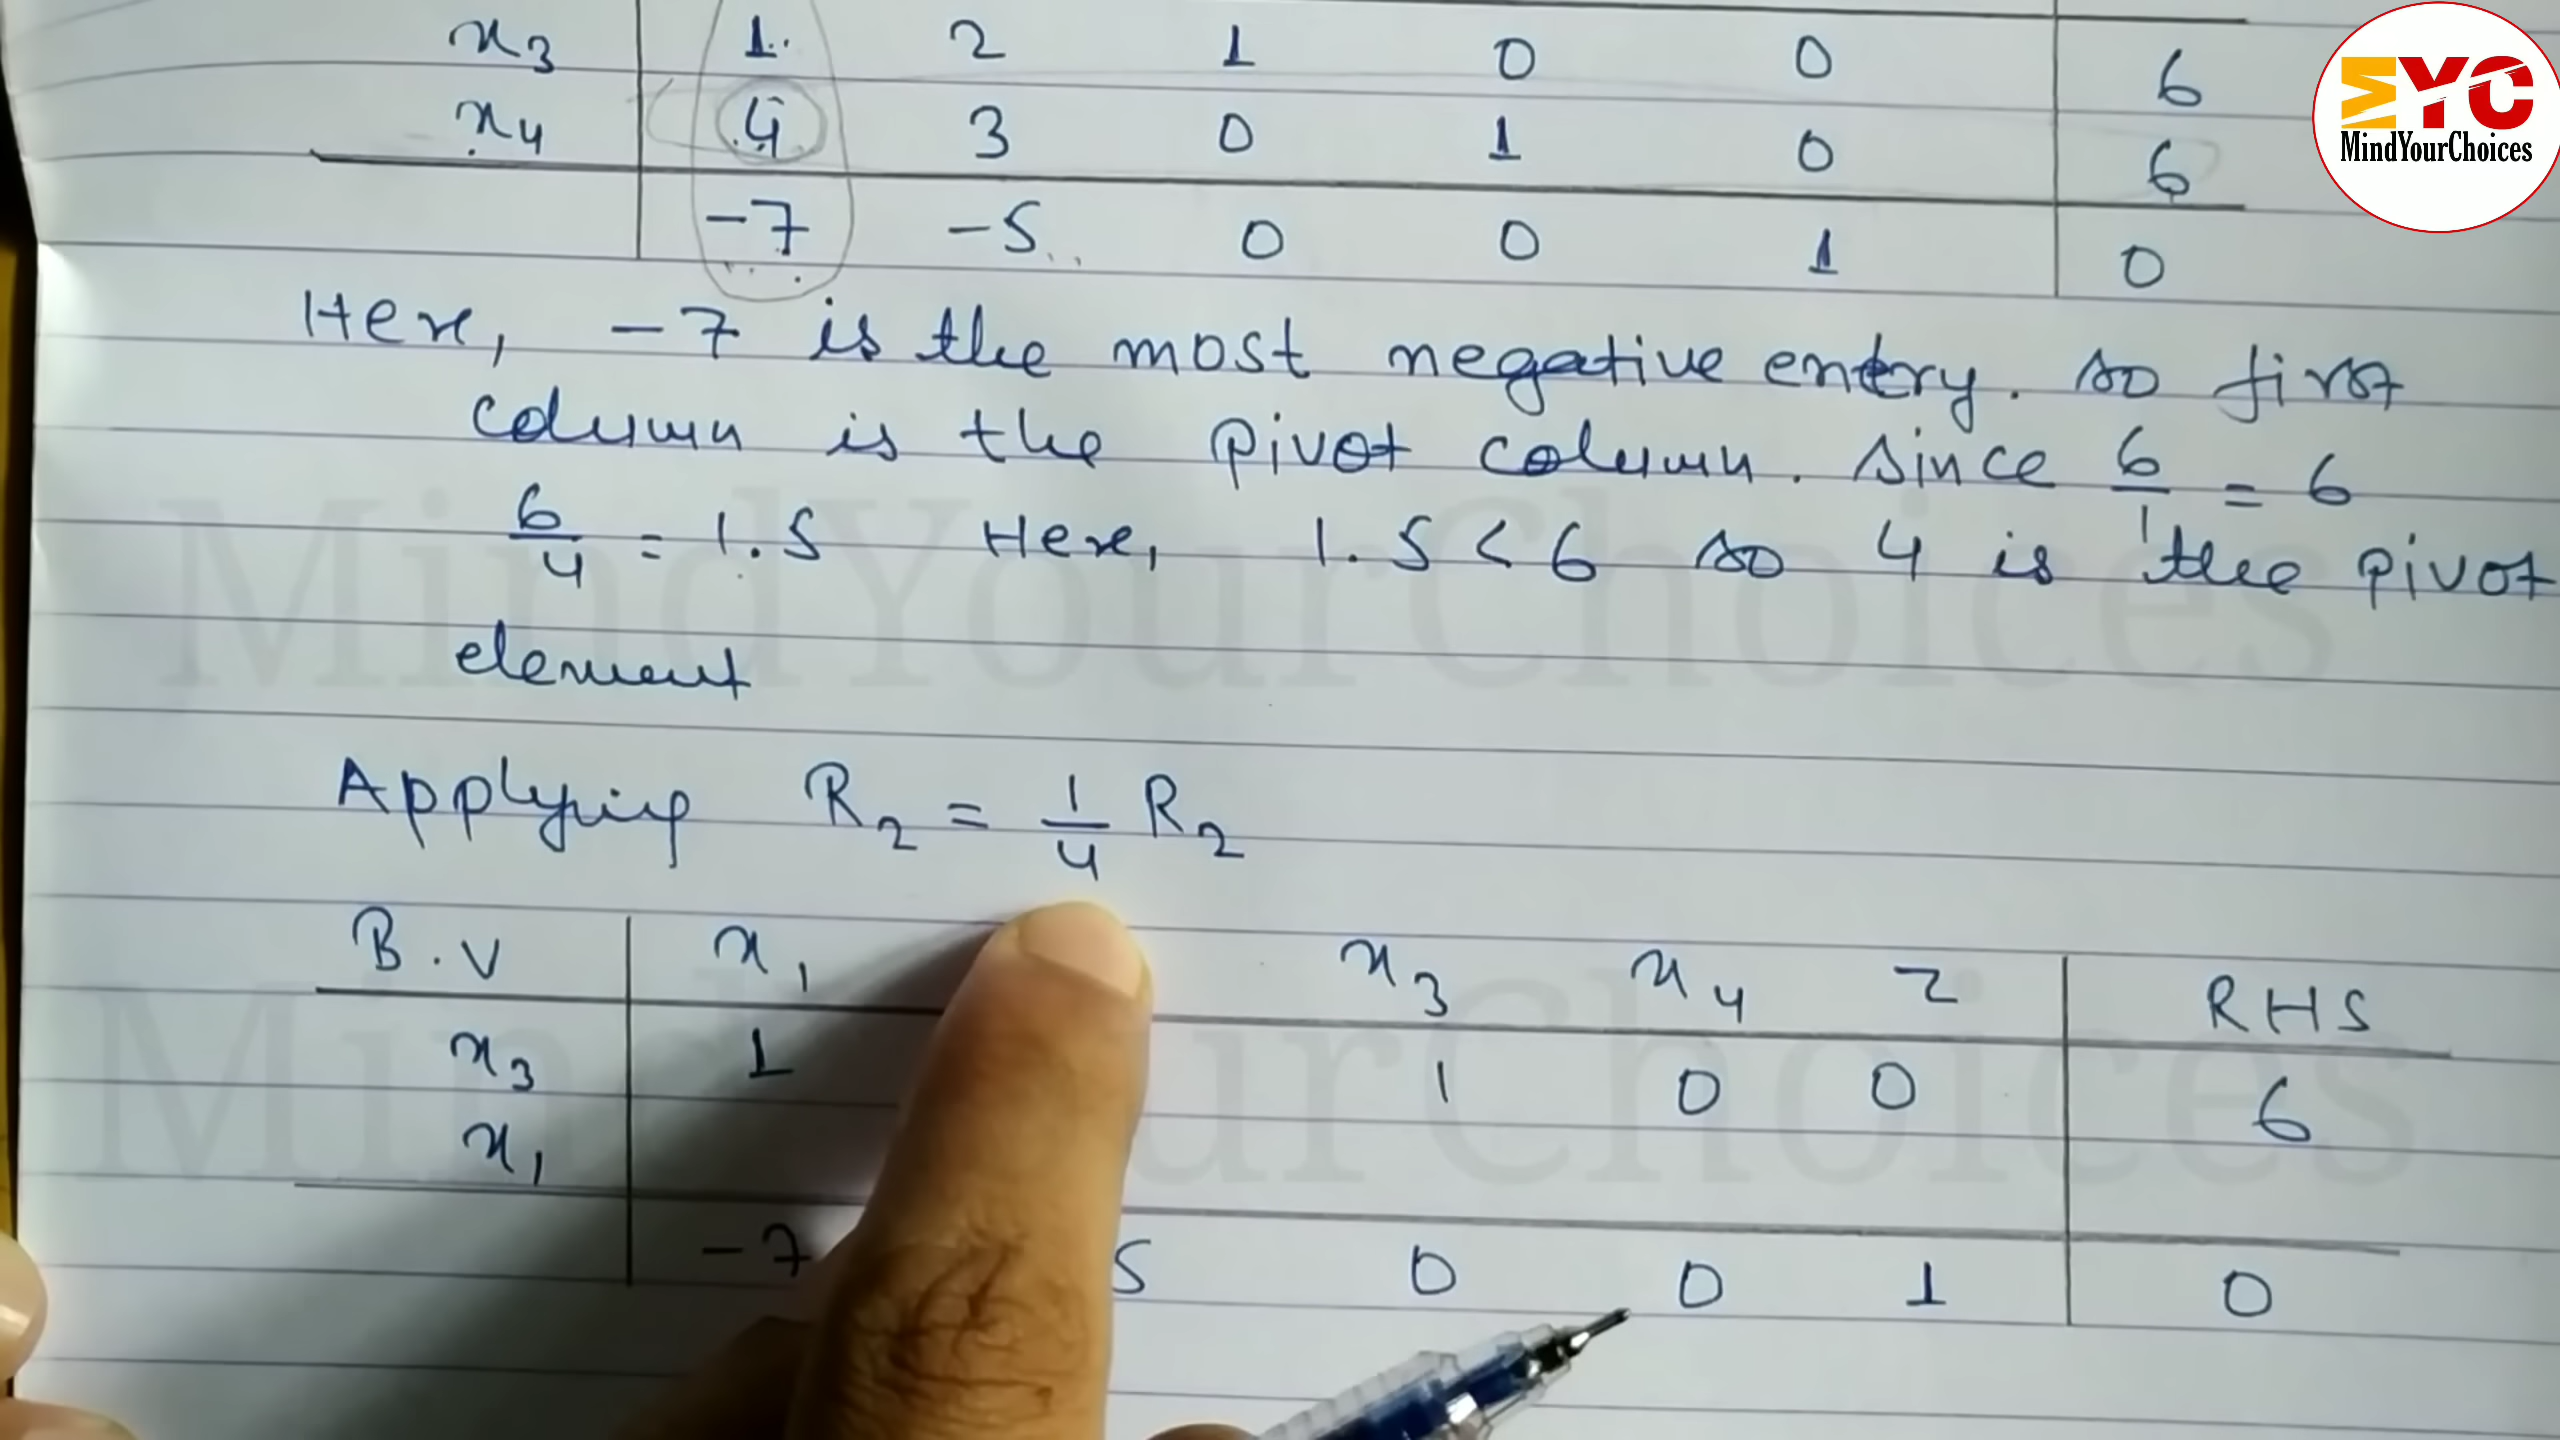 x3 1 2 1 0 0 6
x4 4 3 0 1 0 6
-7 -5 0 0 1 0
Here, -7 is the most negative entry. so first
column is the pivot column. since 6/1 = 6
6/4 = 1.5 Here, 1.5 < 6 so 4 is the pivot
element
Applying R2 = 1/4 R2
B.V x1 x3 x4 z RHS
x3 1 1 0 0 6
x1
-7 5 0 0 1 0
MYC
MindYourChoices
MindYourChoices
MindYourChoices